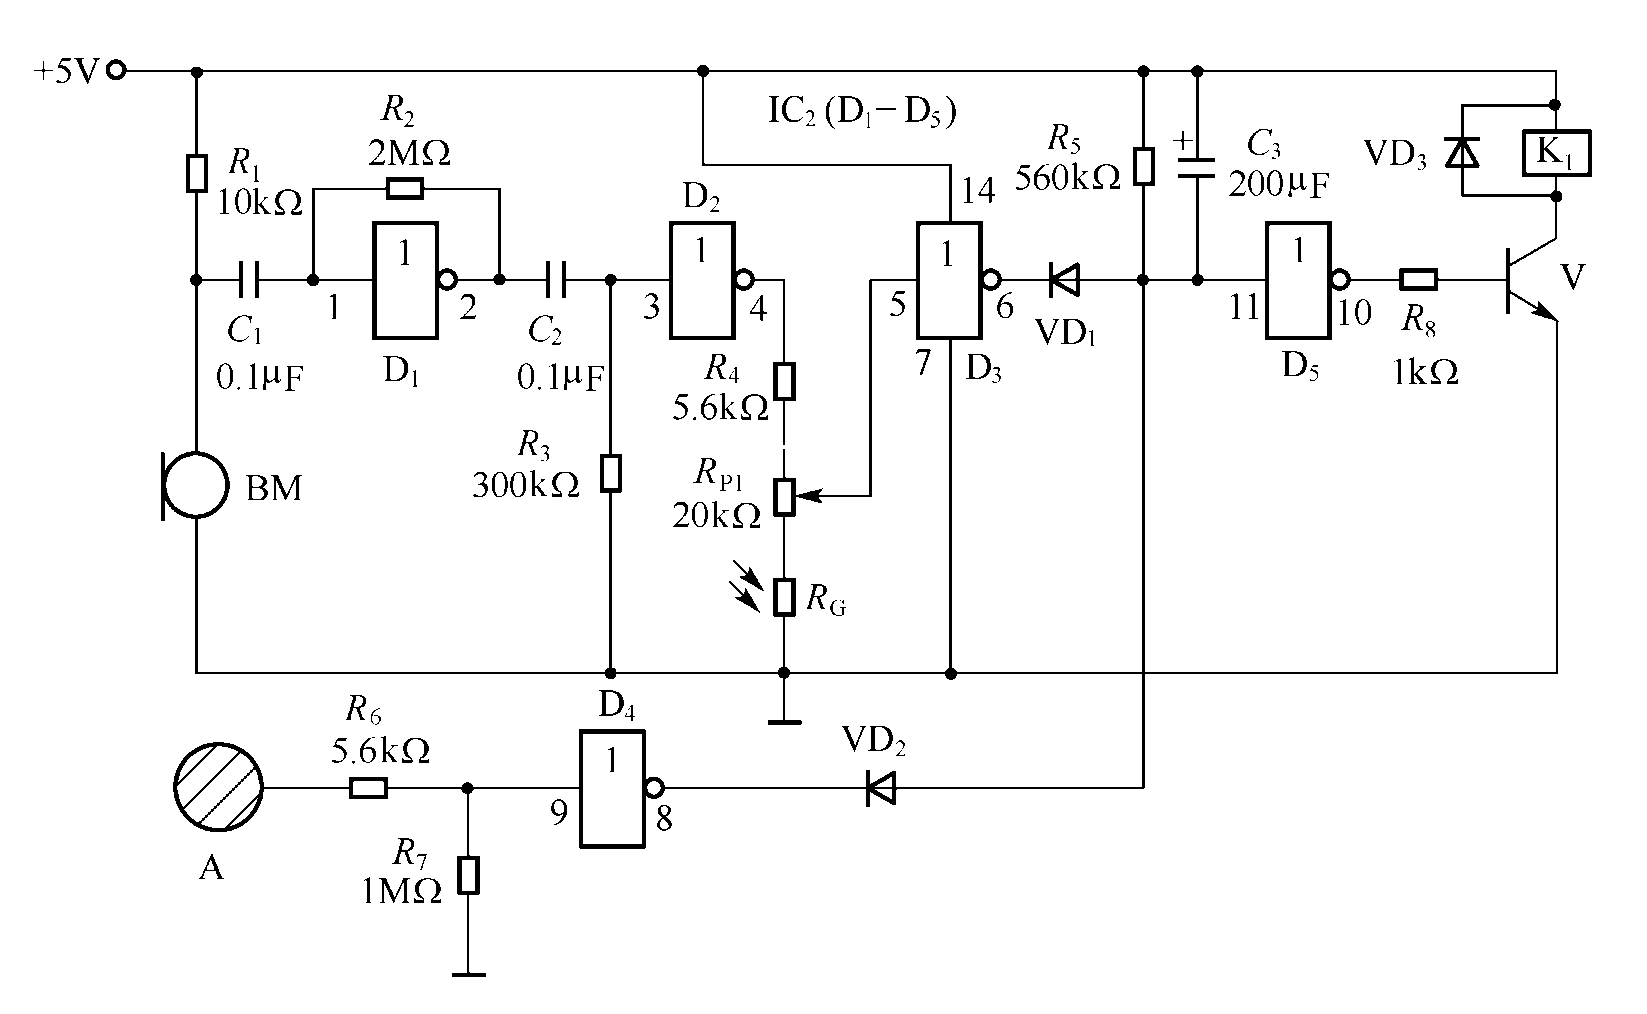 +5V
R1
10kΩ
R2
2MΩ
IC2 (D1−D5)
C1
0.1μF
1
1
2
D1
C2
0.1μF
BM
R3
300kΩ
D2
3
1
4
R4
5.6kΩ
RP1
20kΩ
RG
14
1
5
6
7
D3
VD1
R5
560kΩ
+
C3
200μF
11
1
10
D5
R8
1kΩ
VD3
K1
V
A
R6
5.6kΩ
R7
1MΩ
D4
9
1
8
VD2